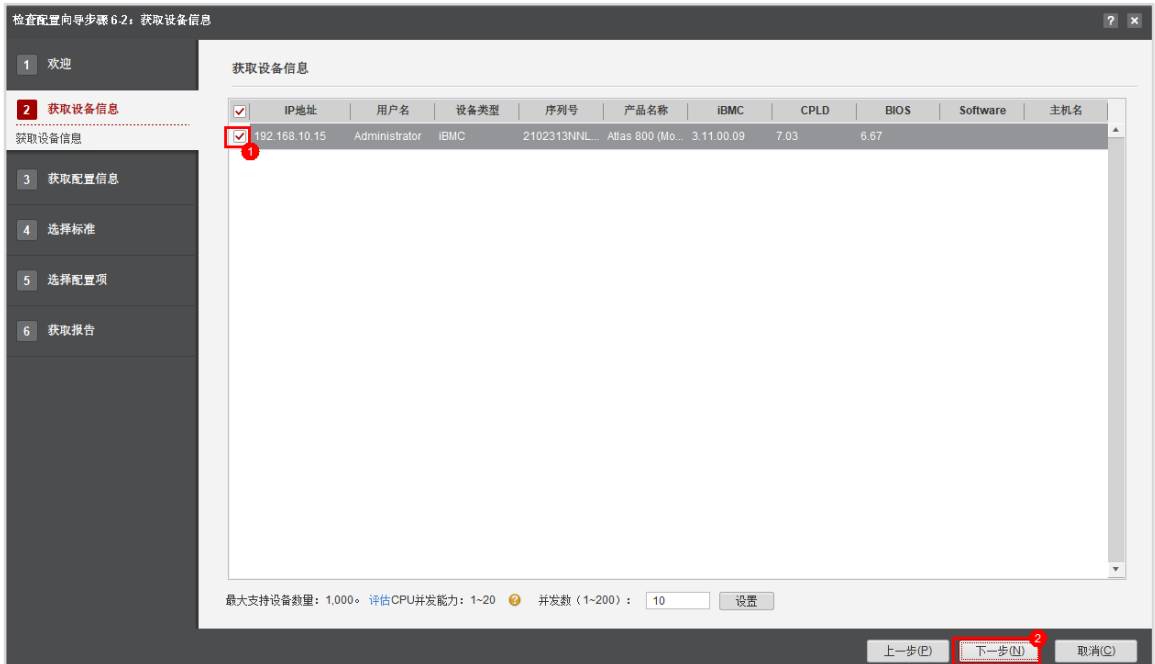 检查配置向导步骤 6-2：获取设备信息 ? ×
1 欢迎
2 获取设备信息
获取设备信息
3 获取配置信息
4 选择标准
5 选择配置项
6 获取报告
获取设备信息
IP地址 用户名 设备类型 序列号 产品名称 iBMC CPLD BIOS Software 主机名
192.168.10.15 Administrator iBMC 2102313NNL... Atlas 800 (Mo... 3.11.00.09 7.03 6.67
1
最大支持设备数量：1,000。 评估CPU并发能力：1~20 ? 并发数（1~200）： 10 设置
2
上一步(P) 下一步(N) 取消(C)